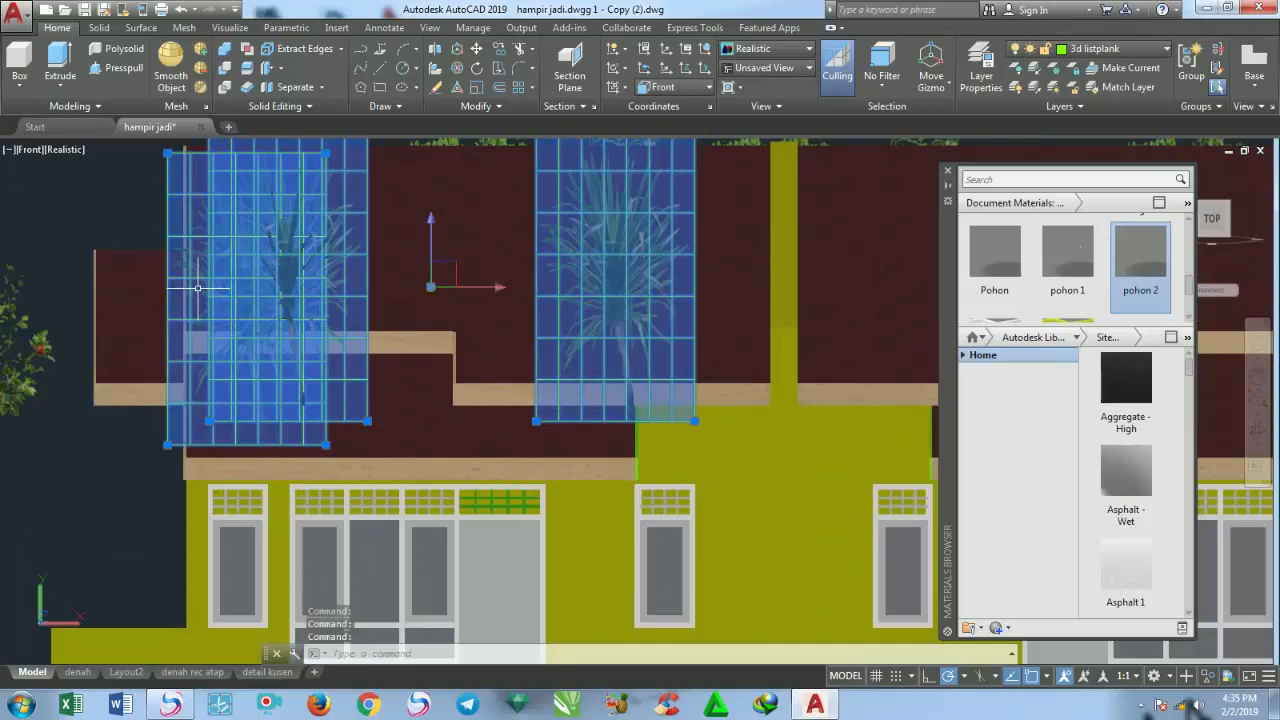 Autodesk AutoCAD 2019 hampir jadi.dwgg 1 - Copy (2).dwg
Type a keyword or phrase
Sign In
Home Solid Surface Mesh Visualize Parametric Insert Annotate View Manage Output Add-ins Collaborate Express Tools Featured Apps
Box
Extrude
Polysolid
Presspull
Smooth Object
Extract Edges
Separate
Section Plane
Front
Realistic
Unsaved View
Culling
No Filter
Move Gizmo
Layer Properties
3d listplank
Make Current
Match Layer
Group
Base
Modeling Mesh Solid Editing Draw Modify Section Coordinates View Selection Layers Groups View
Start
hampir jadi*
[−][Front][Realistic]
TOP
Search
Document Materials: ...
Pohon
pohon 1
pohon 2
Autodesk Lib...
Site...
Home
Aggregate - High
Asphalt - Wet
Asphalt 1
MATERIALS BROWSER
Y
X
Command:
Command:
Command:
Type a command
Model denah Layout2 denah rec atap detail kusen
MODEL
1:1
4:35 PM
2/2/2019